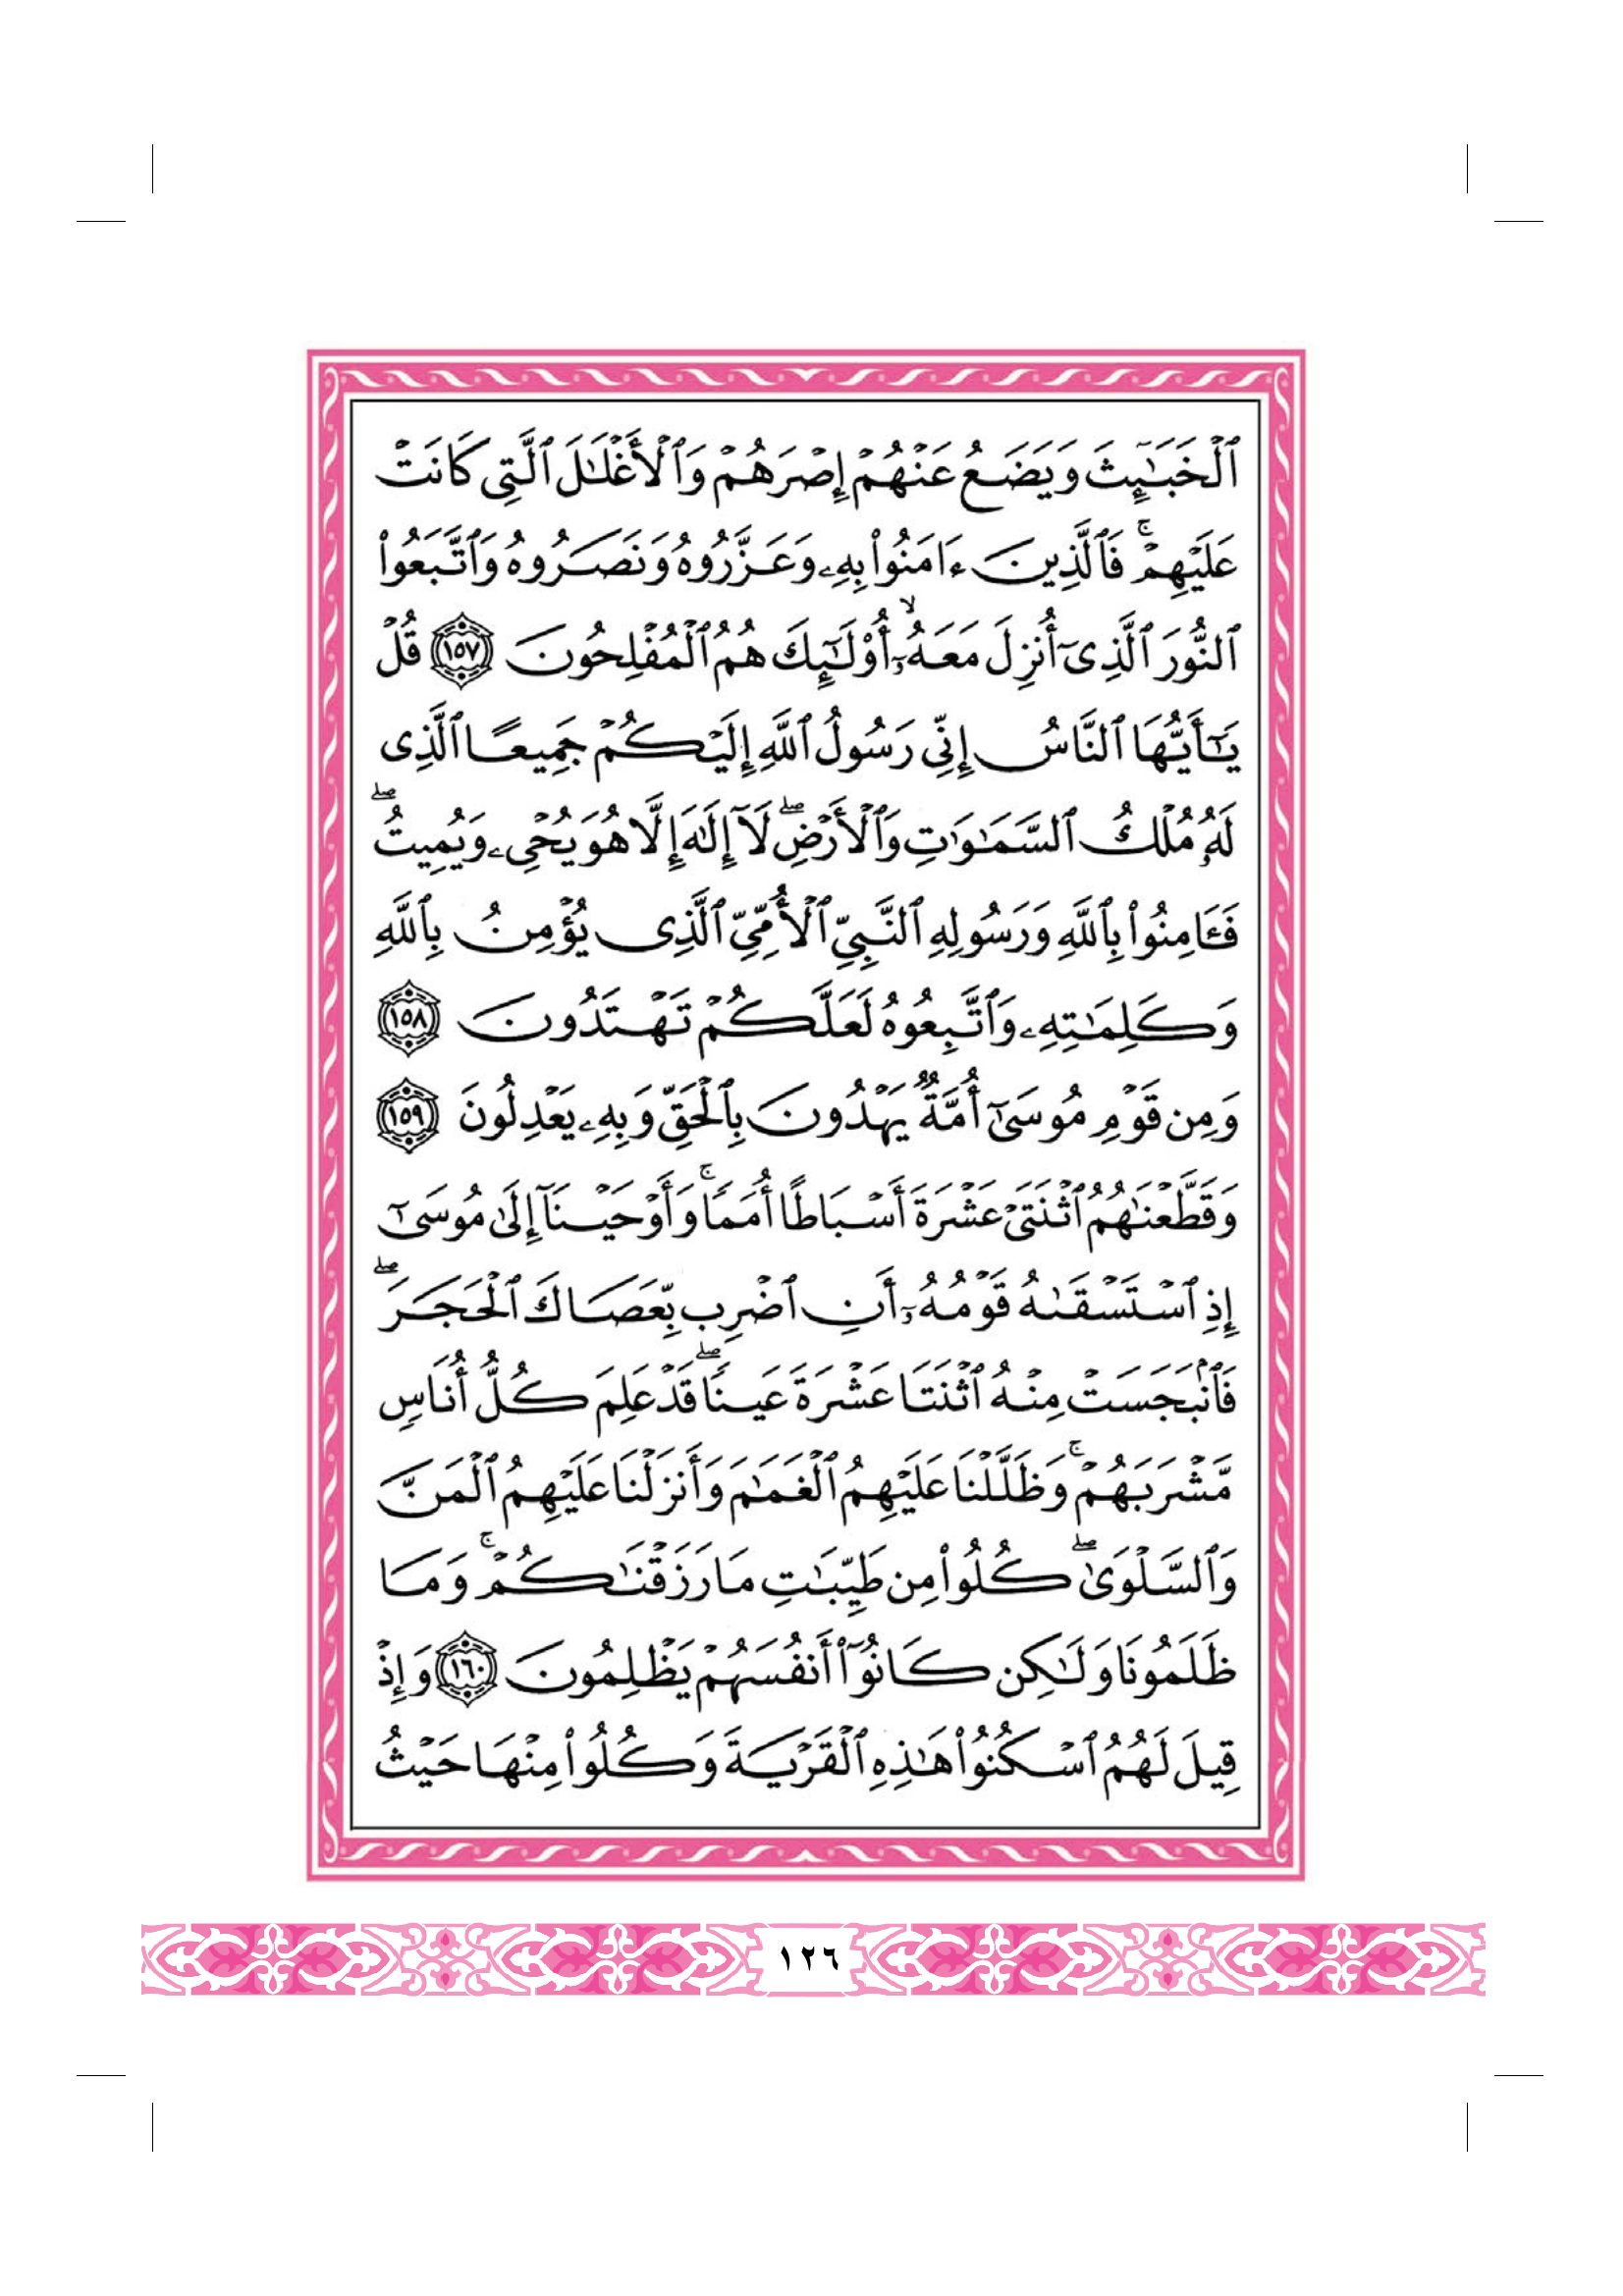 ٱلۡخَبَٰٓئِثَ وَيَضَعُ عَنۡهُمۡ إِصۡرَهُمۡ وَٱلۡأَغۡلَٰلَ ٱلَّتِي كَانَتۡ
عَلَيۡهِمۡۚ فَٱلَّذِينَ ءَامَنُواْ بِهِۦ وَعَزَّرُوهُ وَنَصَرُوهُ وَٱتَّبَعُواْ
ٱلنُّورَ ٱلَّذِيٓ أُنزِلَ مَعَهُۥٓۙ أُوْلَٰٓئِكَ هُمُ ٱلۡمُفۡلِحُونَ ١٥٧ قُلۡ
يَٰٓأَيُّهَا ٱلنَّاسُ إِنِّي رَسُولُ ٱللَّهِ إِلَيۡكُمۡ جَمِيعًا ٱلَّذِي
لَهُۥ مُلۡكُ ٱلسَّمَٰوَٰتِ وَٱلۡأَرۡضِۖ لَآ إِلَٰهَ إِلَّا هُوَ يُحۡيِۦ وَيُمِيتُۖ
فَـَٔامِنُواْ بِٱللَّهِ وَرَسُولِهِ ٱلنَّبِيِّ ٱلۡأُمِّيِّ ٱلَّذِي يُؤۡمِنُ بِٱللَّهِ
وَكَلِمَٰتِهِۦ وَٱتَّبِعُوهُ لَعَلَّكُمۡ تَهۡتَدُونَ ١٥٨
وَمِن قَوۡمِ مُوسَىٰٓ أُمَّةٞ يَهۡدُونَ بِٱلۡحَقِّ وَبِهِۦ يَعۡدِلُونَ ١٥٩
وَقَطَّعۡنَٰهُمُ ٱثۡنَتَيۡ عَشۡرَةَ أَسۡبَاطًا أُمَمٗاۚ وَأَوۡحَيۡنَآ إِلَىٰ مُوسَىٰٓ
إِذِ ٱسۡتَسۡقَىٰهُ قَوۡمُهُۥٓ أَنِ ٱضۡرِب بِّعَصَاكَ ٱلۡحَجَرَۖ
فَٱنۢبَجَسَتۡ مِنۡهُ ٱثۡنَتَا عَشۡرَةَ عَيۡنٗاۖ قَدۡ عَلِمَ كُلُّ أُنَاسٖ
مَّشۡرَبَهُمۡۚ وَظَلَّلۡنَا عَلَيۡهِمُ ٱلۡغَمَٰمَ وَأَنزَلۡنَا عَلَيۡهِمُ ٱلۡمَنَّ
وَٱلسَّلۡوَىٰۖ كُلُواْ مِن طَيِّبَٰتِ مَا رَزَقۡنَٰكُمۡۚ وَمَا
ظَلَمُونَا وَلَٰكِن كَانُوٓاْ أَنفُسَهُمۡ يَظۡلِمُونَ ١٦٠ وَإِذۡ
قِيلَ لَهُمُ ٱسۡكُنُواْ هَٰذِهِ ٱلۡقَرۡيَةَ وَكُلُواْ مِنۡهَا حَيۡثُ
١٢٦